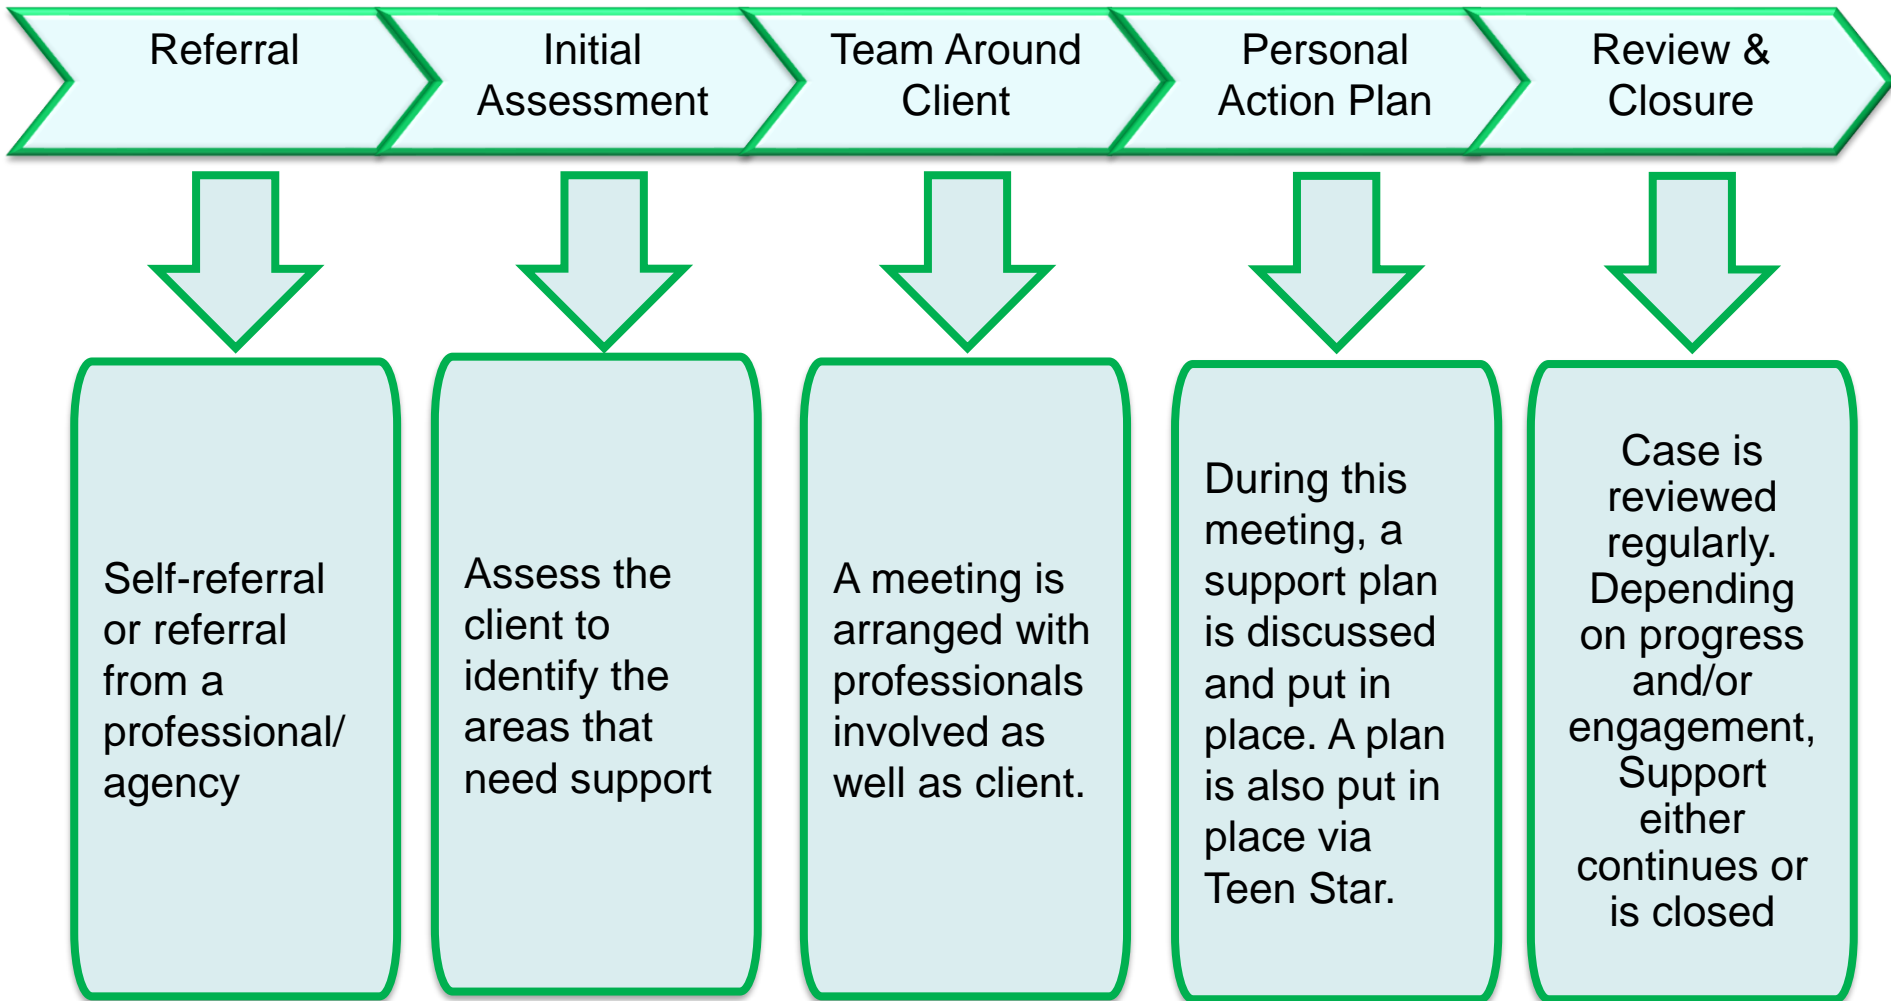 Referral
Initial
Assessment
Team Around
Client
Personal
Action Plan
Review &
Closure
Self-referral
or referral
from a
professional/
agency
Assess the
client to
identify the
areas that
need support
A meeting is
arranged with
professionals
involved as
well as client.
During this
meeting, a
support plan
is discussed
and put in
place. A plan
is also put in
place via
Teen Star.
Case is
reviewed
regularly.
Depending
on progress
and/or
engagement,
Support
either
continues or
is closed